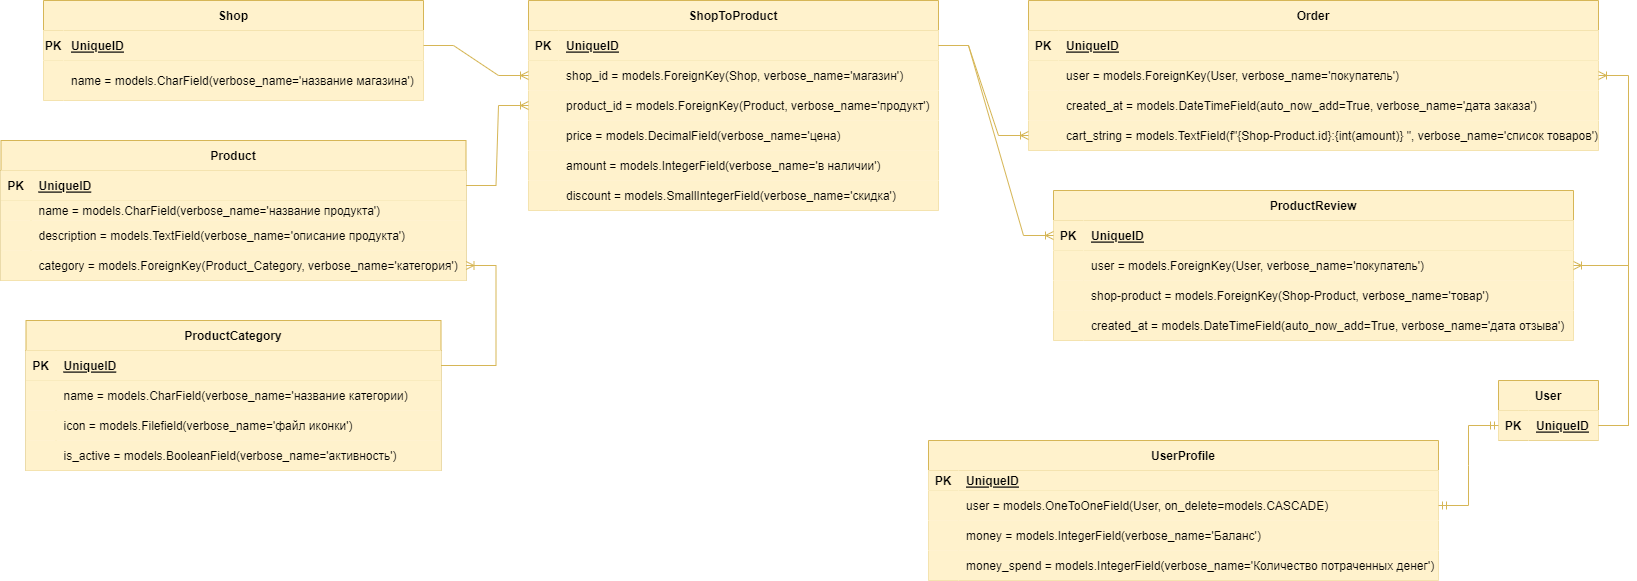 Shop
PK UniqueID
name = models.CharField(verbose_name='название магазина')
Product
PK UniqueID
name = models.CharField(verbose_name='название продукта')
description = models.TextField(verbose_name='описание продукта')
category = models.ForeignKey(Product_Category, verbose_name='категория')
ProductCategory
PK UniqueID
name = models.CharField(verbose_name='название категории)
icon = models.Filefield(verbose_name='файл иконки')
is_active = models.BooleanField(verbose_name='активность')
ShopToProduct
PK UniqueID
shop_id = models.ForeignKey(Shop, verbose_name='магазин')
product_id = models.ForeignKey(Product, verbose_name='продукт)
price = models.DecimalField(verbose_name='цена)
amount = models.IntegerField(verbose_name='в наличии')
discount = models.SmallIntegerField(verbose_name='скидка')
Order
PK UniqueID
user = models.ForeignKey(User, verbose_name='покупатель')
created_at = models.DateTimeField(auto_now_add=True, verbose_name='дата заказа')
cart_string = models.TextField(f"{Shop-Product.id}:{int(amount)} ", verbose_name='список товаров')
ProductReview
PK UniqueID
user = models.ForeignKey(User, verbose_name='покупатель')
shop-product = models.ForeignKey(Shop-Product, verbose_name='товар')
created_at = models.DateTimeField(auto_now_add=True, verbose_name='дата отзыва')
User
PK UniqueID
UserProfile
PK UniqueID
user = models.OneToOneField(User, on_delete=models.CASCADE)
money = models.IntegerField(verbose_name='Баланс')
money_spend = models.IntegerField(verbose_name='Количество потраченных денег')